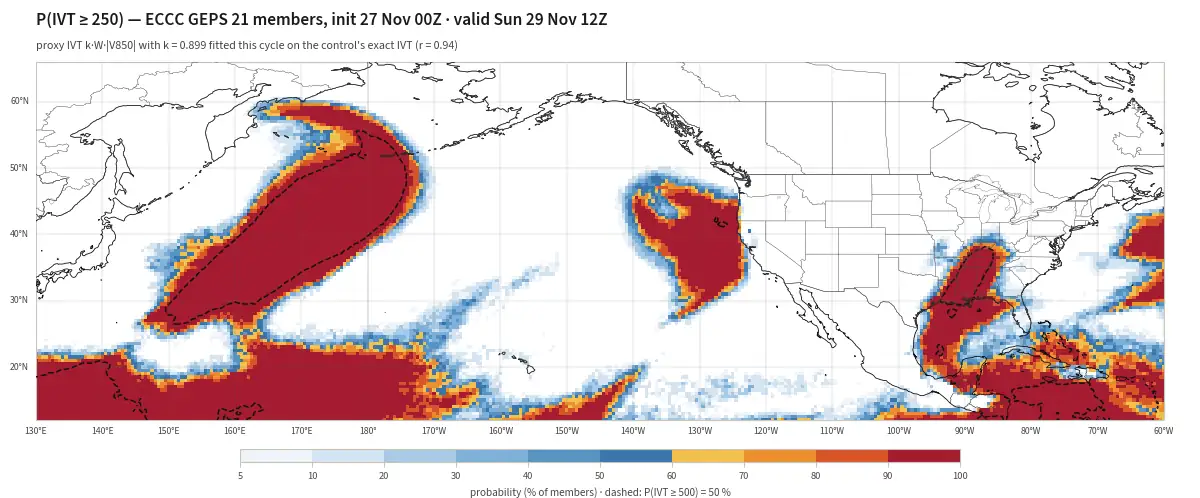 P(IVT ≥ 250) — ECCC GEPS 21 members, init 27 Nov 00Z · valid Sun 29 Nov 12Z
proxy IVT k·W·|V850| with k = 0.899 fitted this cycle on the control's exact IVT (r = 0.94)
60°N
50°N
40°N
30°N
20°N
130°E 140°E 150°E 160°E 170°E 180° 170°W 160°W 150°W 140°W 130°W 120°W 110°W 100°W 90°W 80°W 70°W 60°W
5 10 20 30 40 50 60 70 80 90 100
probability (% of members) · dashed: P(IVT ≥ 500) = 50 %